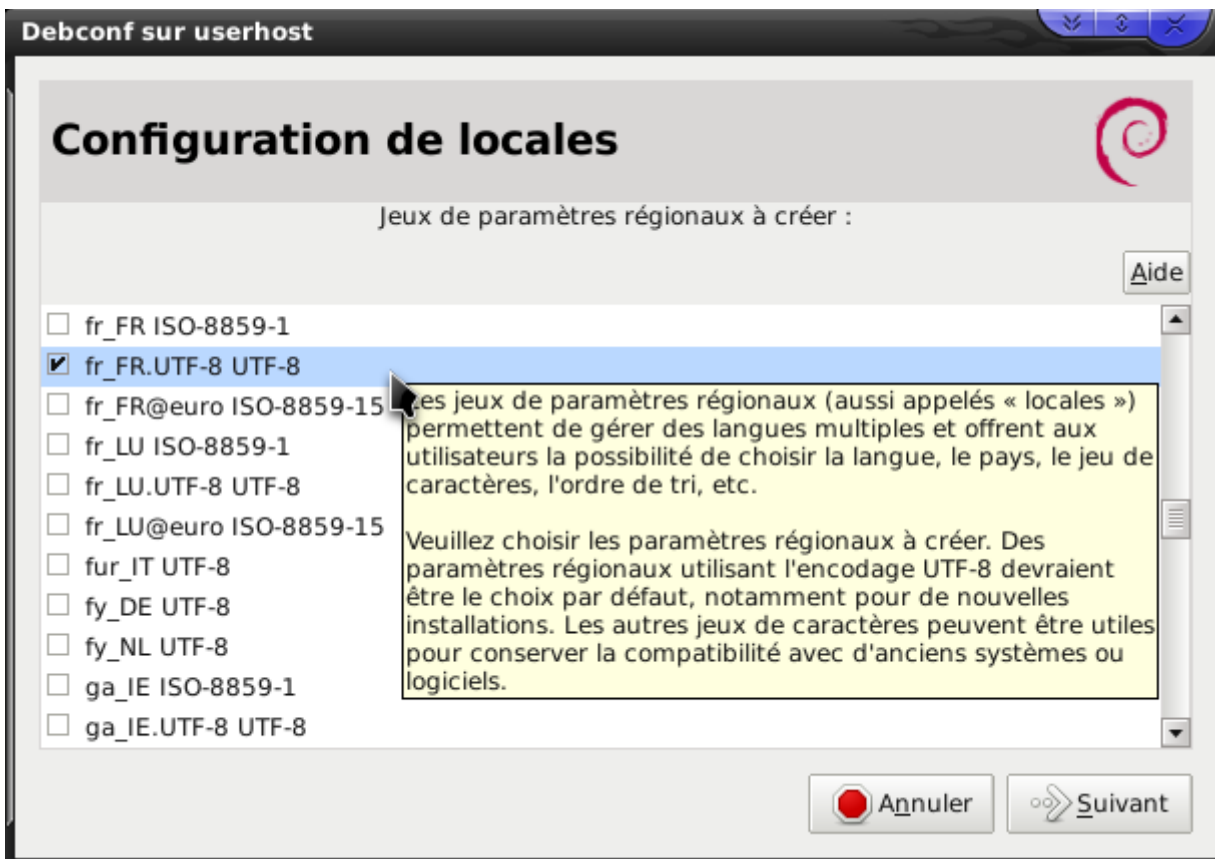 Debconf sur userhost
Configuration de locales
Jeux de paramètres régionaux à créer :
Aide
fr_FR ISO-8859-1
fr_FR.UTF-8 UTF-8
fr_FR@euro ISO-8859-15
fr_LU ISO-8859-1
fr_LU.UTF-8 UTF-8
fr_LU@euro ISO-8859-15
fur_IT UTF-8
fy_DE UTF-8
fy_NL UTF-8
ga_IE ISO-8859-1
ga_IE.UTF-8 UTF-8
Les jeux de paramètres régionaux (aussi appelés « locales »)
permettent de gérer des langues multiples et offrent aux
utilisateurs la possibilité de choisir la langue, le pays, le jeu de
caractères, l'ordre de tri, etc.
Veuillez choisir les paramètres régionaux à créer. Des
paramètres régionaux utilisant l'encodage UTF-8 devraient
être le choix par défaut, notamment pour de nouvelles
installations. Les autres jeux de caractères peuvent être utiles
pour conserver la compatibilité avec d'anciens systèmes ou
logiciels.
Annuler
Suivant